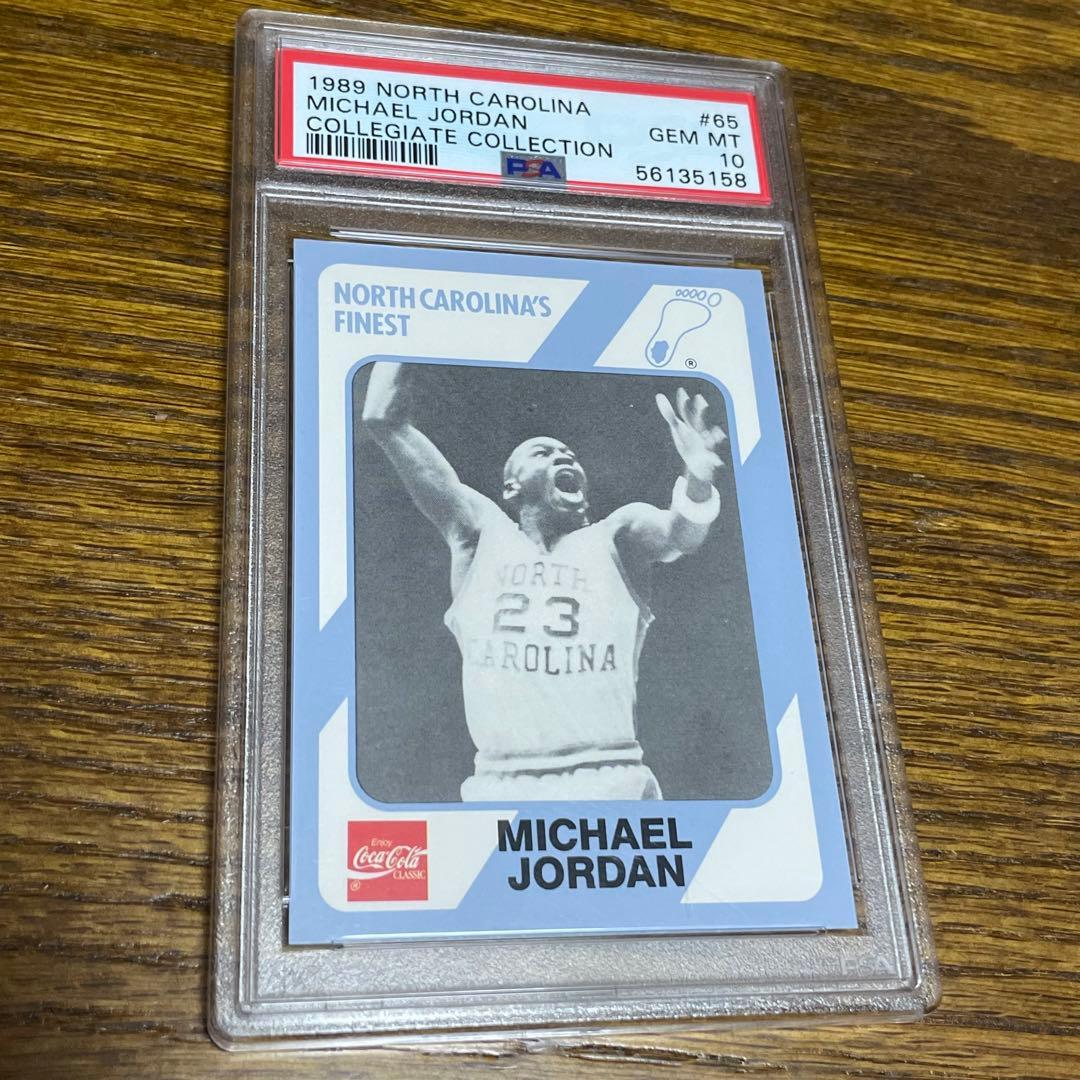 1989 NORTH CAROLINA
MICHAEL JORDAN
COLLEGIATE COLLECTION
#65
GEM MT
10
56135158
PSA
NORTH CAROLINA'S
FINEST
®
NORTH
23
CAROLINA
Enjoy
Coca-Cola
CLASSIC
®
MICHAEL
JORDAN
PSA